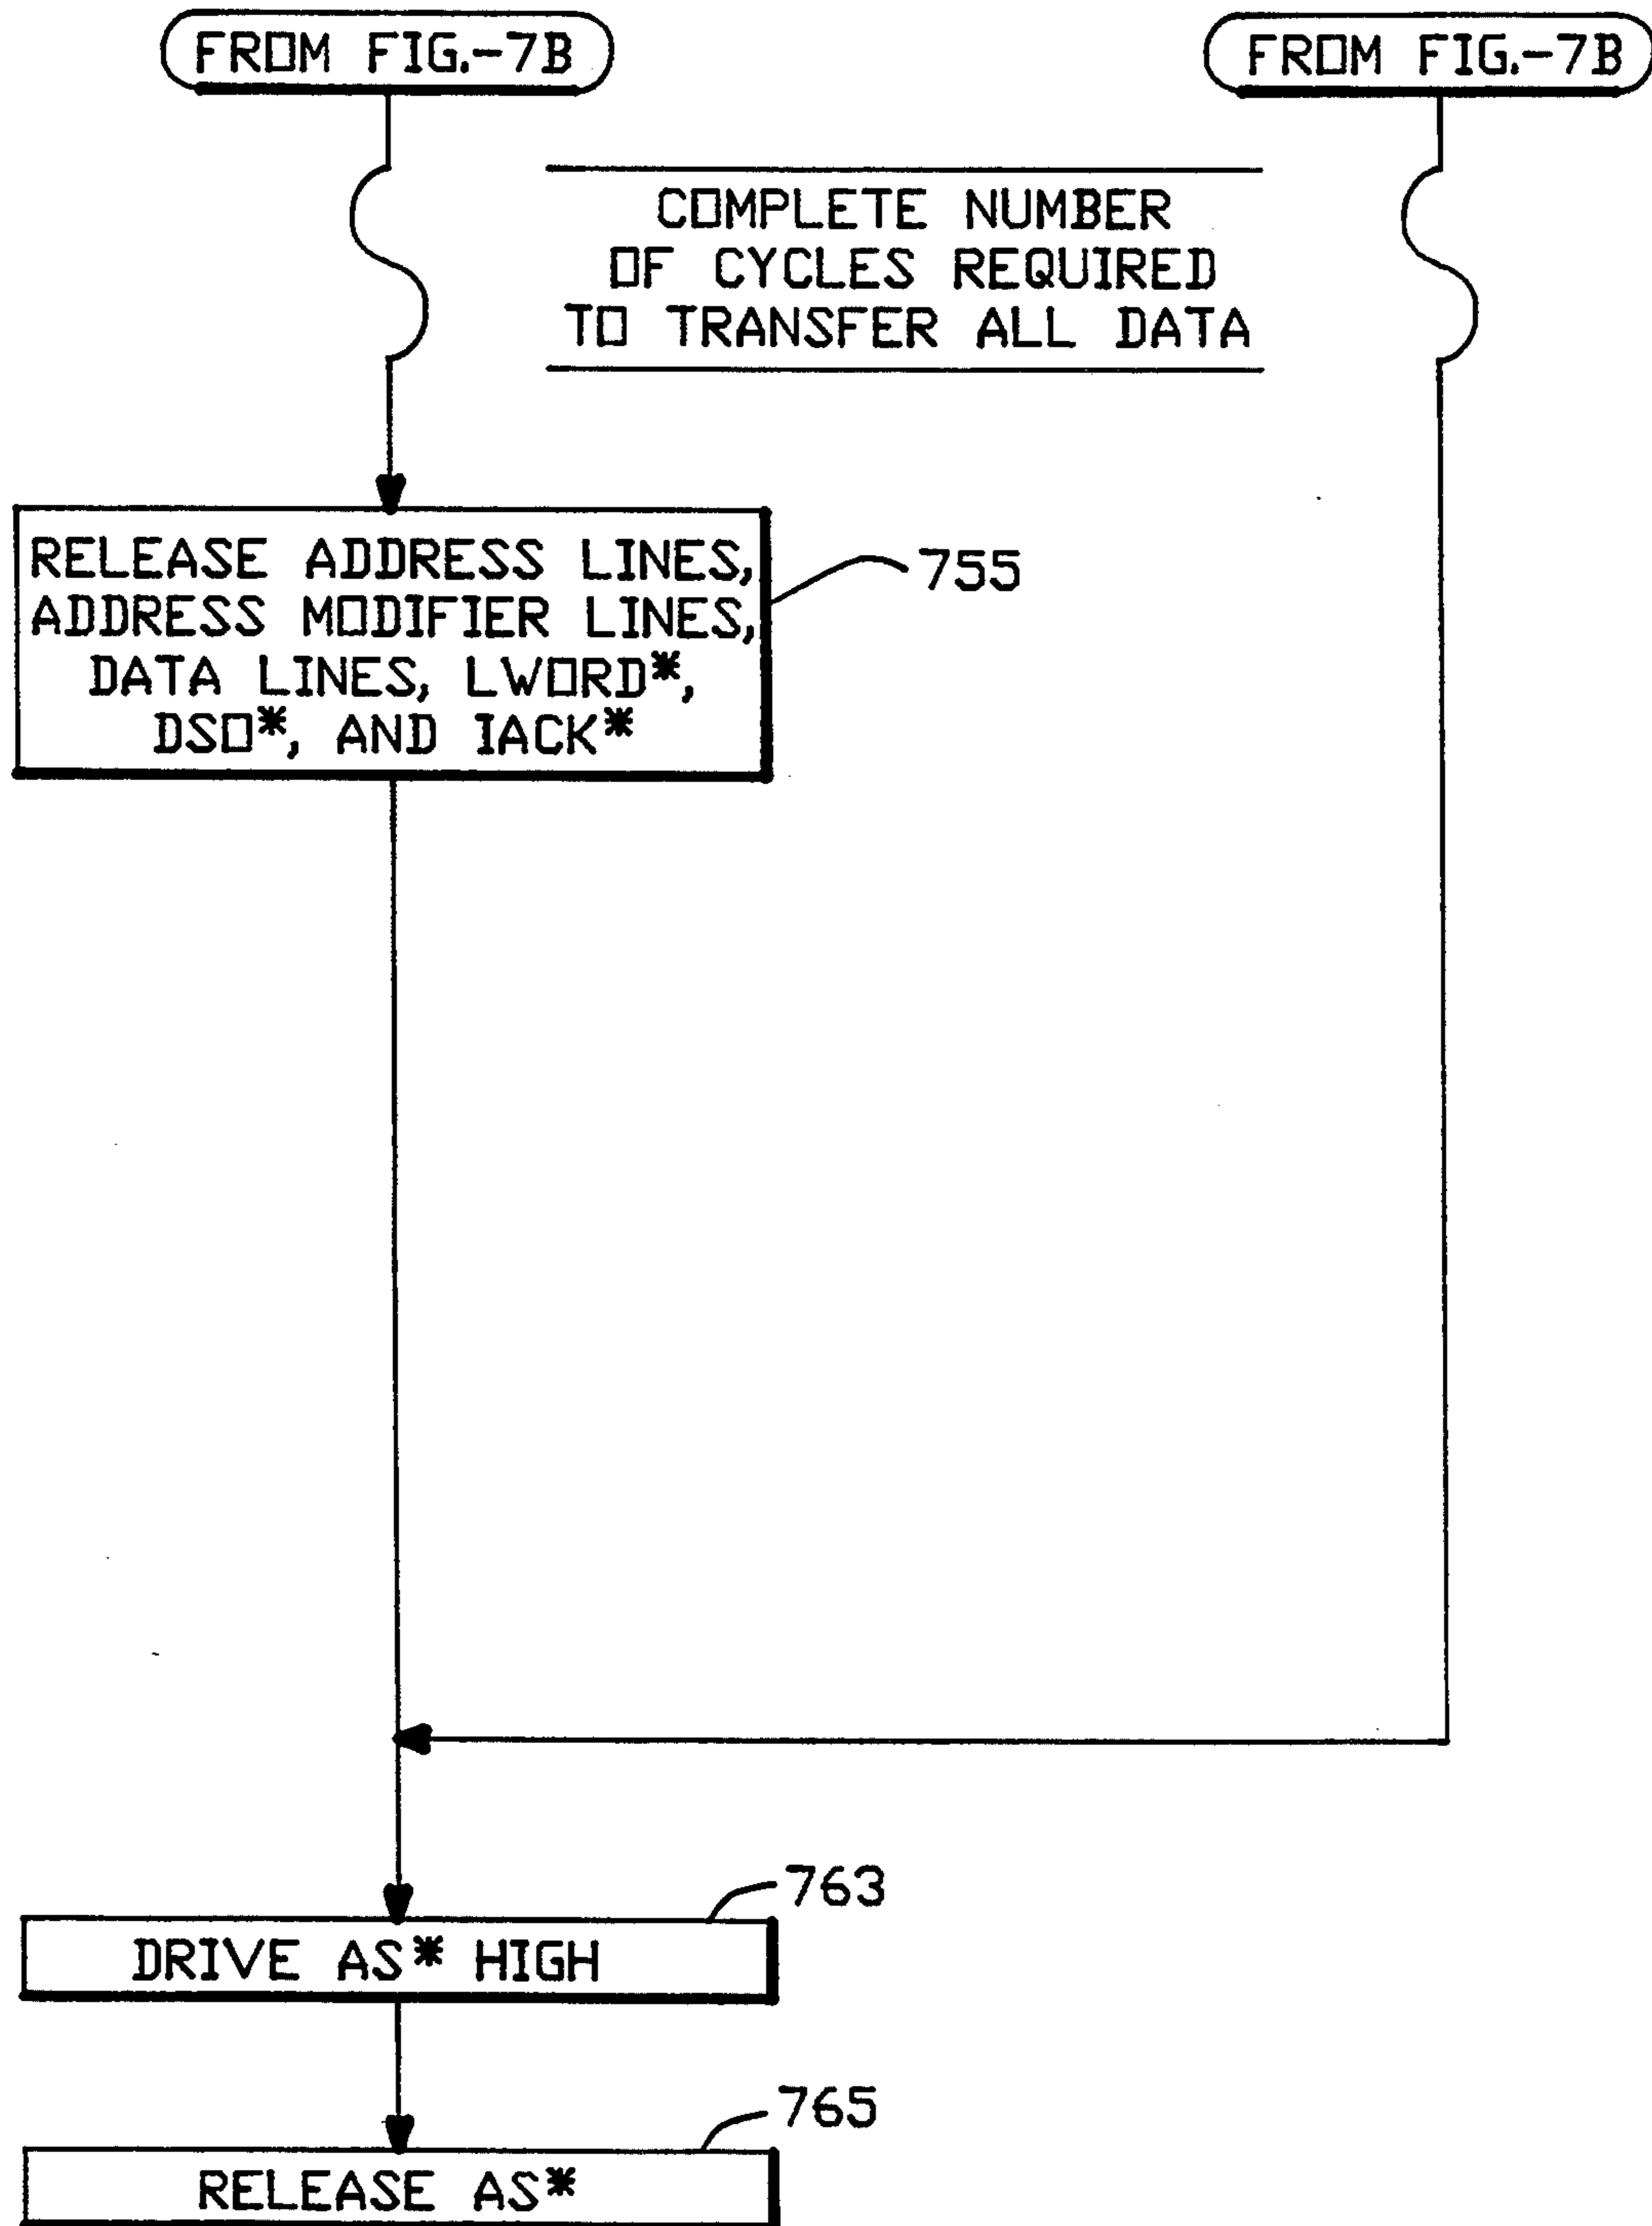 FROM FIG.-7B
FROM FIG.-7B
COMPLETE NUMBER
OF CYCLES REQUIRED
TO TRANSFER ALL DATA
RELEASE ADDRESS LINES,
ADDRESS MODIFIER LINES,
DATA LINES, LWORD*,
DSO*, AND IACK*
755
763
DRIVE AS* HIGH
765
RELEASE AS*